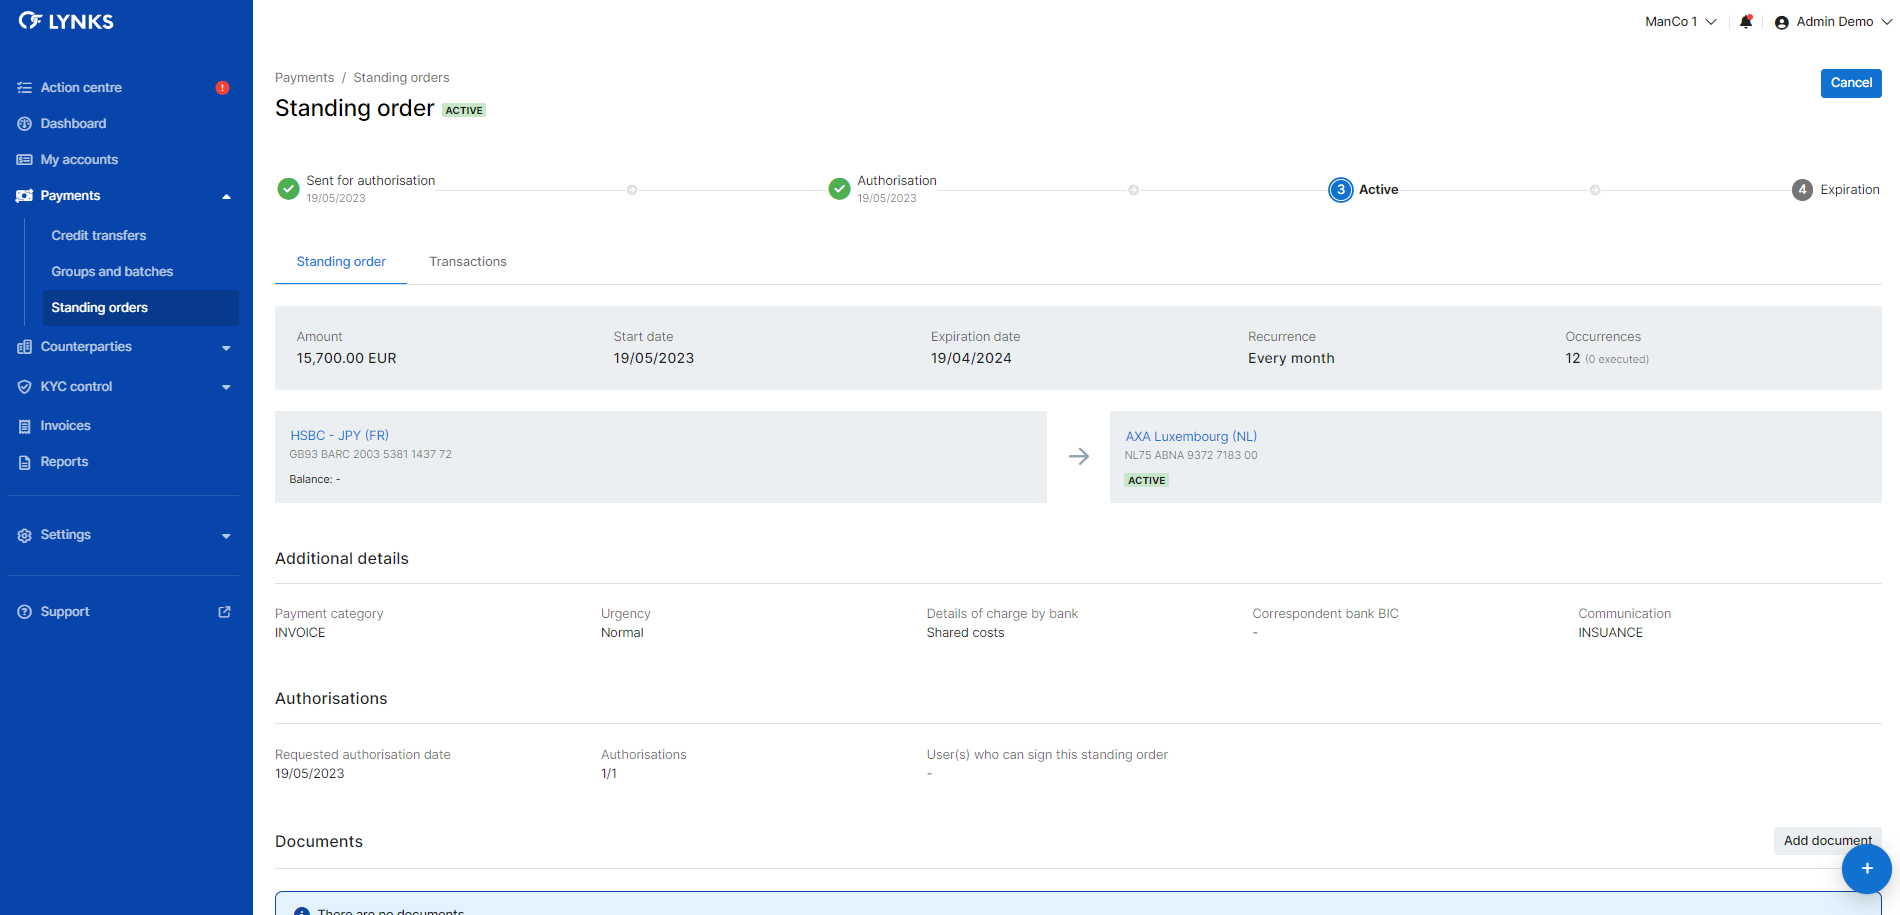 LYNKS
ManCo 1
Admin Demo
Action centre
!
Dashboard
My accounts
Payments
Credit transfers
Groups and batches
Standing orders
Counterparties
KYC control
Invoices
Reports
Settings
Support
Payments / Standing orders
Cancel
Standing order ACTIVE
Sent for authorisation
19/05/2023
Authorisation
19/05/2023
3 Active
4 Expiration
Standing order
Transactions
Amount
15,700.00 EUR
Start date
19/05/2023
Expiration date
19/04/2024
Recurrence
Every month
Occurrences
12 (0 executed)
HSBC - JPY (FR)
GB93 BARC 2003 5381 1437 72
Balance: -
AXA Luxembourg (NL)
NL75 ABNA 9372 7183 00
ACTIVE
Additional details
Payment category
INVOICE
Urgency
Normal
Details of charge by bank
Shared costs
Correspondent bank BIC
-
Communication
INSUANCE
Authorisations
Requested authorisation date
19/05/2023
Authorisations
1/1
User(s) who can sign this standing order
-
Documents
Add document
+
There are no documents